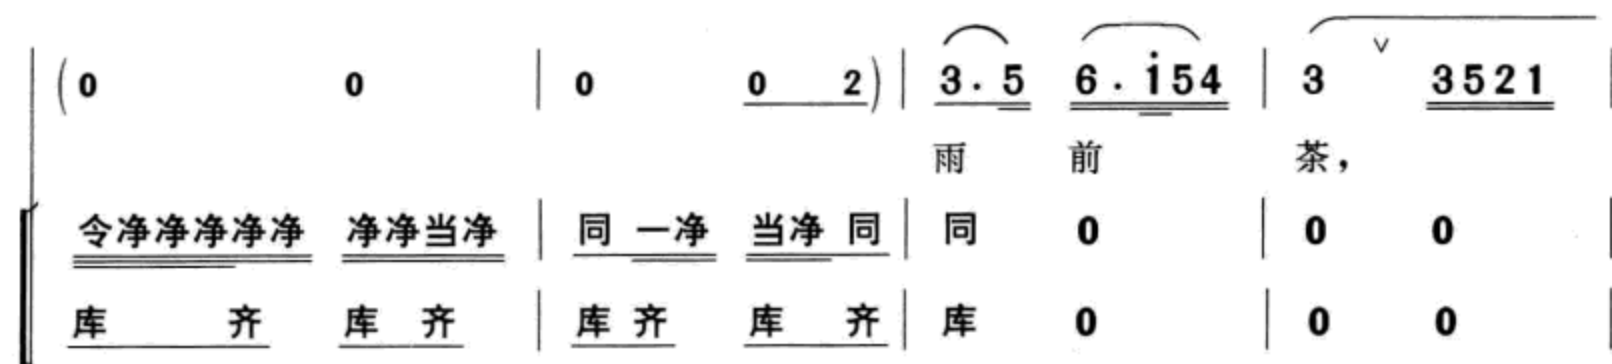 (0 0 | 0 0 2) | 3·5 6·i̇54 | 3 ∨ 3521 |
雨 前 茶，
令净净净净净 净净当净 | 同 一净 当净 同 | 同 0 | 0 0 |
库 齐 库 齐 | 库 齐 库 齐 | 库 0 | 0 0 |